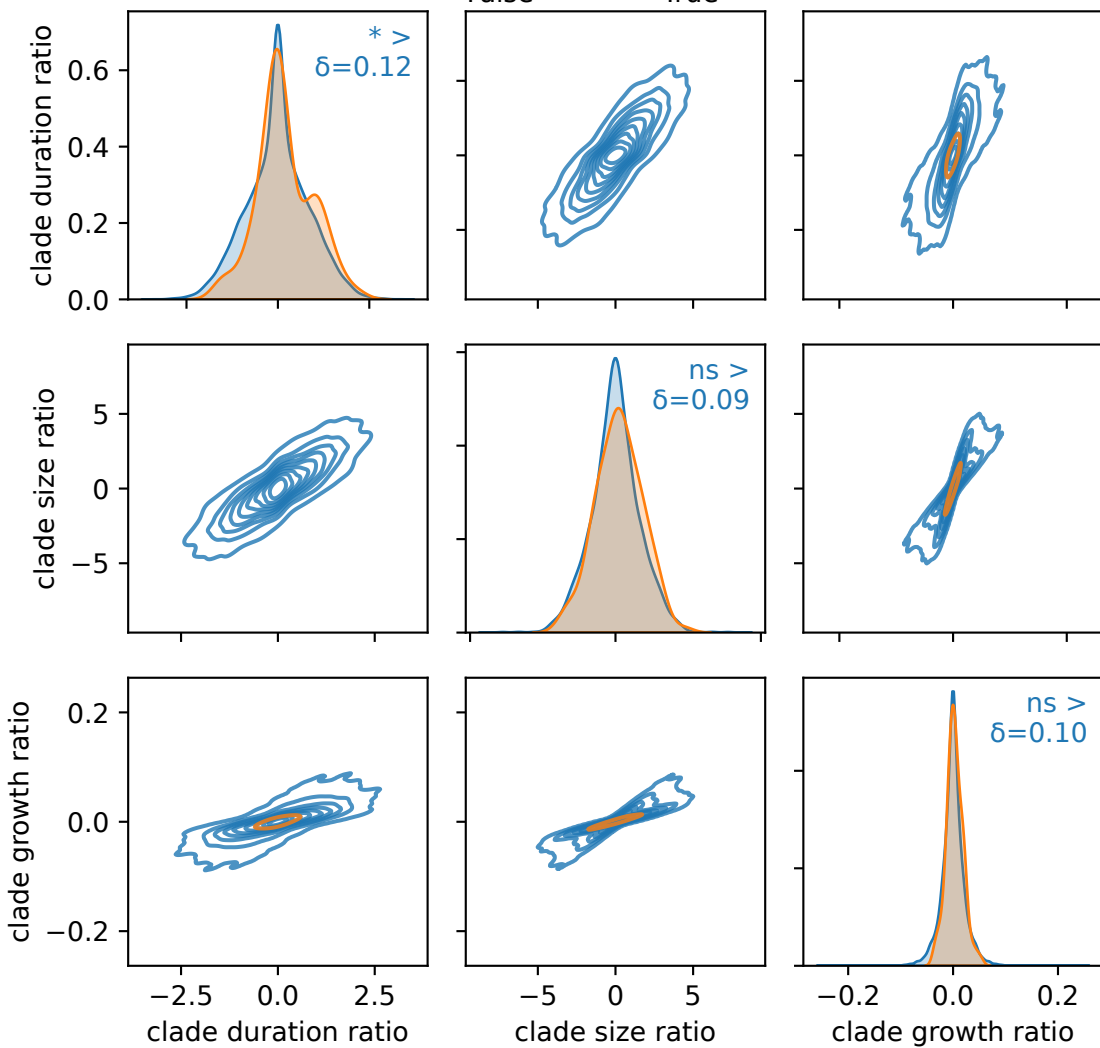 clade duration ratio
0.6
0.4
0.2
0.0
* >
δ=0.12
clade size ratio
5
0
−5
ns >
δ=0.09
clade growth ratio
0.2
0.0
−0.2
ns >
δ=0.10
−2.5 0.0 2.5
−5 0 5
−0.2 0.0 0.2
clade duration ratio
clade size ratio
clade growth ratio